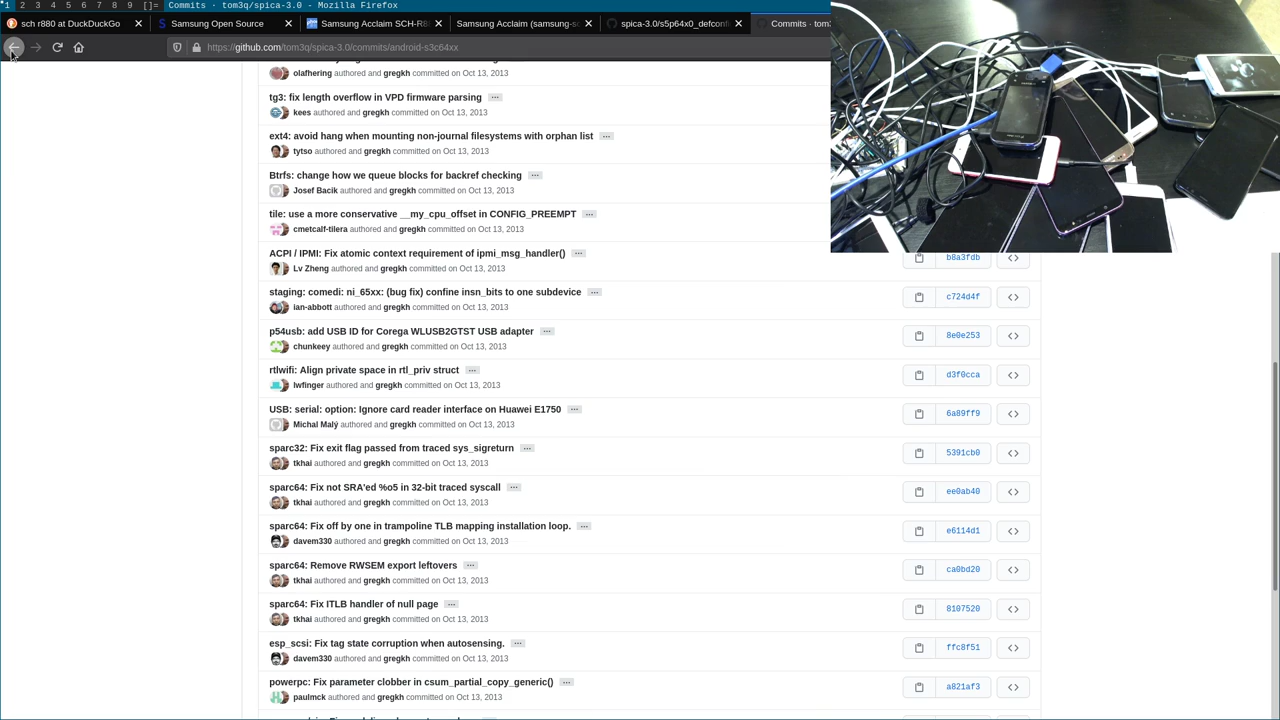 1 2 3 4 5 6 7 8 9 []= Commits · tom3q/spica-3.0 - Mozilla Firefox
sch r880 at DuckDuckGo
Samsung Open Source
Samsung Acclaim SCH-R8
Samsung Acclaim (samsung-s
spica-3.0/s5p64x0_defconfi
Commits · tom3q/
https://github.com/tom3q/spica-3.0/commits/android-s3c64xx
olafhering authored and gregkh committed on Oct 13, 2013
tg3: fix length overflow in VPD firmware parsing
kees authored and gregkh committed on Oct 13, 2013
ext4: avoid hang when mounting non-journal filesystems with orphan list
tytso authored and gregkh committed on Oct 13, 2013
Btrfs: change how we queue blocks for backref checking
Josef Bacik authored and gregkh committed on Oct 13, 2013
tile: use a more conservative __my_cpu_offset in CONFIG_PREEMPT
cmetcalf-tilera authored and gregkh committed on Oct 13, 2013
ACPI / IPMI: Fix atomic context requirement of ipmi_msg_handler()
b8a3fdb
Lv Zheng authored and gregkh committed on Oct 13, 2013
staging: comedi: ni_65xx: (bug fix) confine insn_bits to one subdevice
c724d4f
ian-abbott authored and gregkh committed on Oct 13, 2013
p54usb: add USB ID for Corega WLUSB2GTST USB adapter
8e0e253
chunkeey authored and gregkh committed on Oct 13, 2013
rtlwifi: Align private space in rtl_priv struct
d3f0cca
lwfinger authored and gregkh committed on Oct 13, 2013
USB: serial: option: Ignore card reader interface on Huawei E1750
6a89ff9
Michal Malý authored and gregkh committed on Oct 13, 2013
sparc32: Fix exit flag passed from traced sys_sigreturn
5391cb0
tkhai authored and gregkh committed on Oct 13, 2013
sparc64: Fix not SRA'ed %o5 in 32-bit traced syscall
ee0ab40
tkhai authored and gregkh committed on Oct 13, 2013
sparc64: Fix off by one in trampoline TLB mapping installation loop.
e6114d1
davem330 authored and gregkh committed on Oct 13, 2013
sparc64: Remove RWSEM export leftovers
ca0bd20
tkhai authored and gregkh committed on Oct 13, 2013
sparc64: Fix ITLB handler of null page
8107520
tkhai authored and gregkh committed on Oct 13, 2013
esp_scsi: Fix tag state corruption when autosensing.
ffc8f51
davem330 authored and gregkh committed on Oct 13, 2013
powerpc: Fix parameter clobber in csum_partial_copy_generic()
a821af3
paulmck authored and gregkh committed on Oct 13, 2013